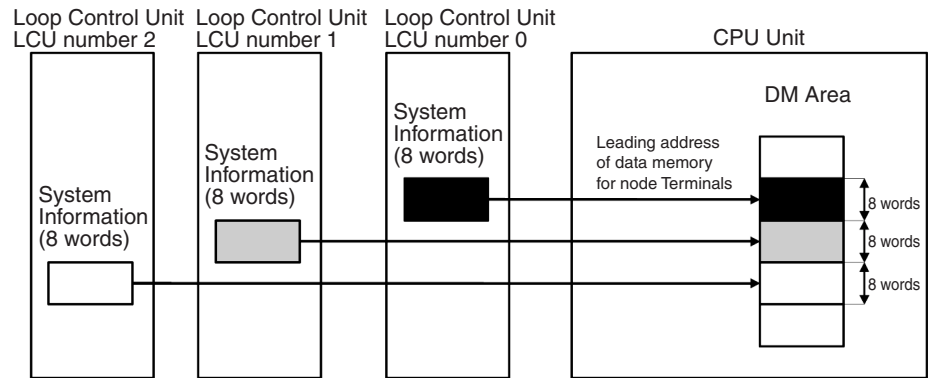 Loop Control Unit
LCU number 2
Loop Control Unit
LCU number 1
Loop Control Unit
LCU number 0
CPU Unit
DM Area
System
Information
(8 words)
System
Information
(8 words)
System
Information
(8 words)
Leading address
of data memory
for node Terminals
8 words
8 words
8 words